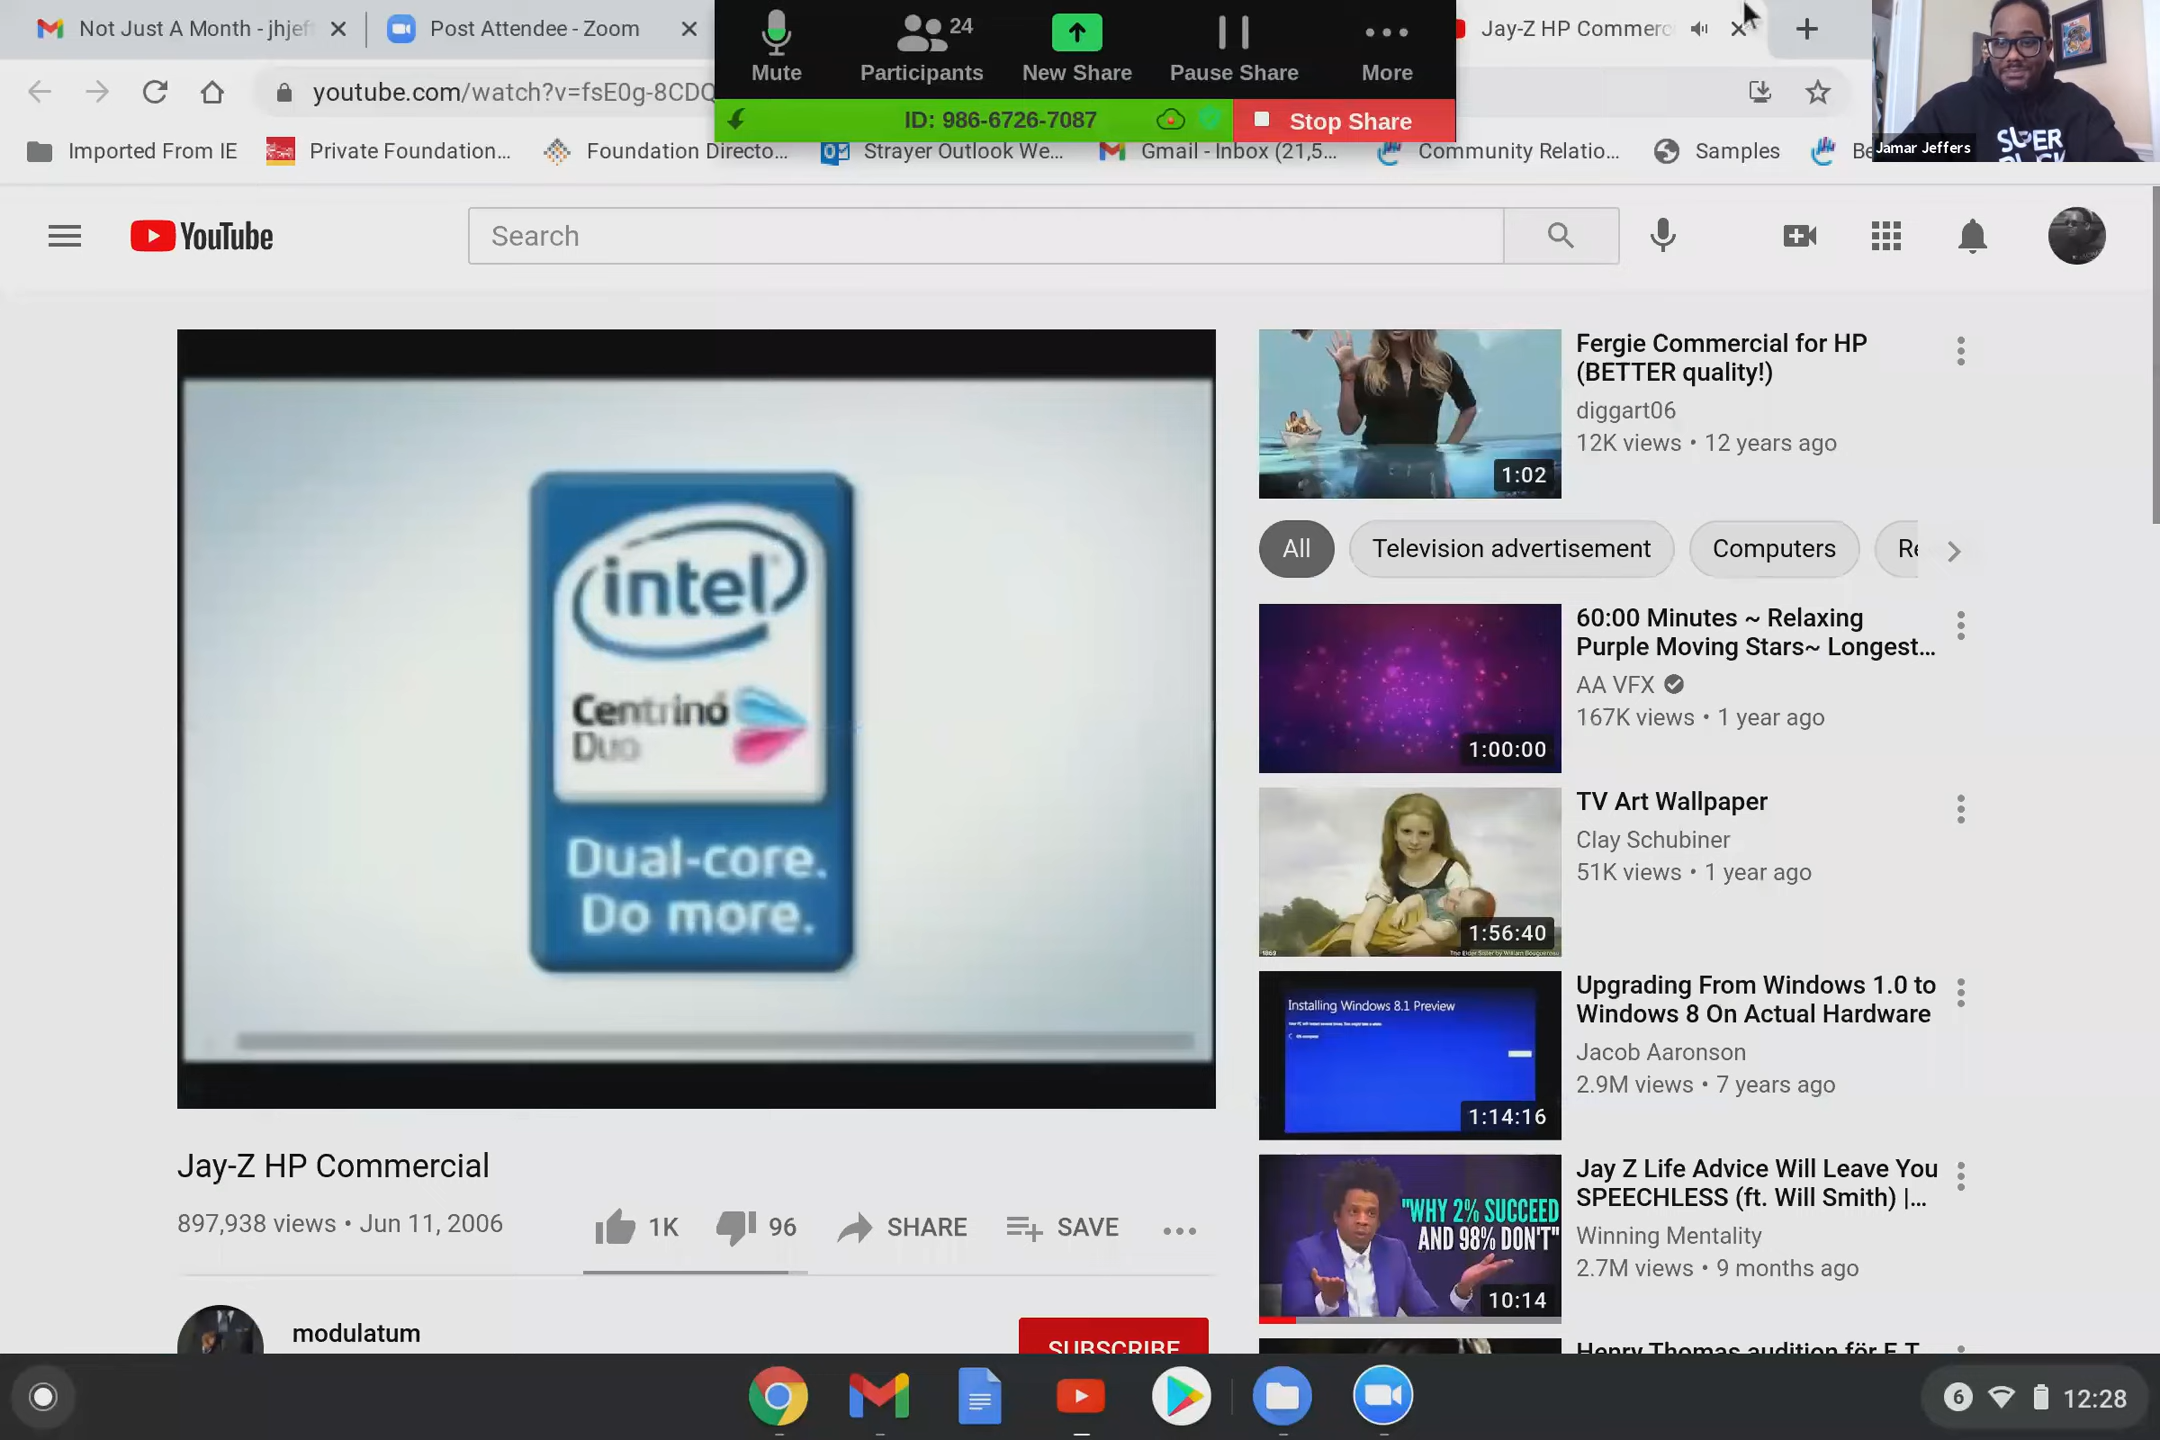 Not Just A Month - jhjef
Post Attendee - Zoom
Mute
24
Participants
New Share
Pause Share
More
Jay-Z HP Commerc
youtube.com/watch?v=fsE0g-8CDQ
ID: 986-6726-7087
Stop Share
Jamar Jeffers
SUPER
Imported From IE
Private Foundation...
Foundation Directo...
Strayer Outlook We...
Gmail - Inbox (21,5...
Community Relatio...
Samples
Be
YouTube
Search
intel
Centrino
Duo
Dual-core.
Do more.
Jay-Z HP Commercial
897,938 views • Jun 11, 2006
1K
96
SHARE
SAVE
modulatum
SUBSCRIBE
Fergie Commercial for HP
(BETTER quality!)
diggart06
12K views • 12 years ago
1:02
All
Television advertisement
Computers
Re
60:00 Minutes ~ Relaxing
Purple Moving Stars~ Longest...
AA VFX
167K views • 1 year ago
1:00:00
TV Art Wallpaper
Clay Schubiner
51K views • 1 year ago
1:56:40
Installing Windows 8.1 Preview
Upgrading From Windows 1.0 to
Windows 8 On Actual Hardware
Jacob Aaronson
2.9M views • 7 years ago
1:14:16
"WHY 2% SUCCEED
AND 98% DON'T"
10:14
Jay Z Life Advice Will Leave You
SPEECHLESS (ft. Will Smith) |...
Winning Mentality
2.7M views • 9 months ago
Henry Thomas audition för E.T
6
12:28